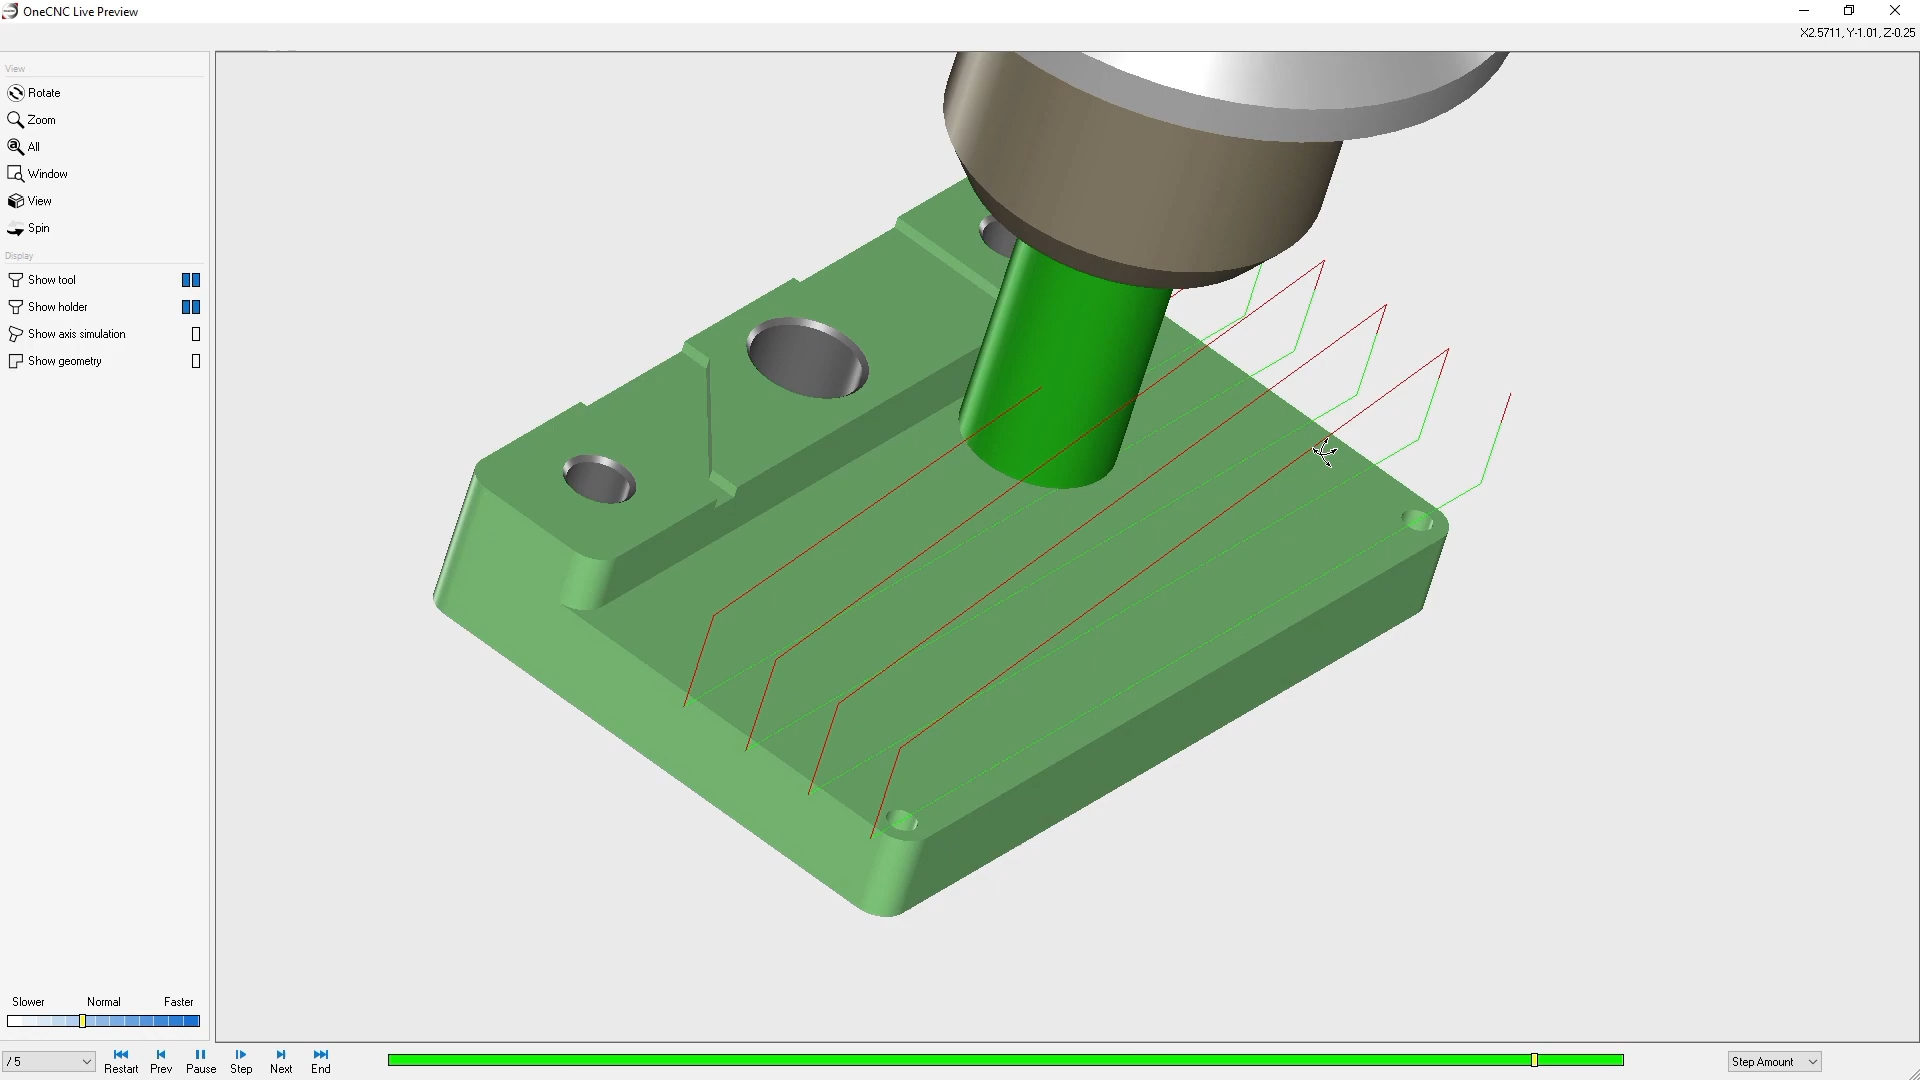 OneCNC Live Preview
X2.5711, Y-1.01, Z-0.25
View
Rotate
Zoom
All
Window
View
Spin
Display
Show tool
Show holder
Show axis simulation
Show geometry
Slower Normal Faster
/ 5
Restart Prev Pause Step Next End
Step Amount